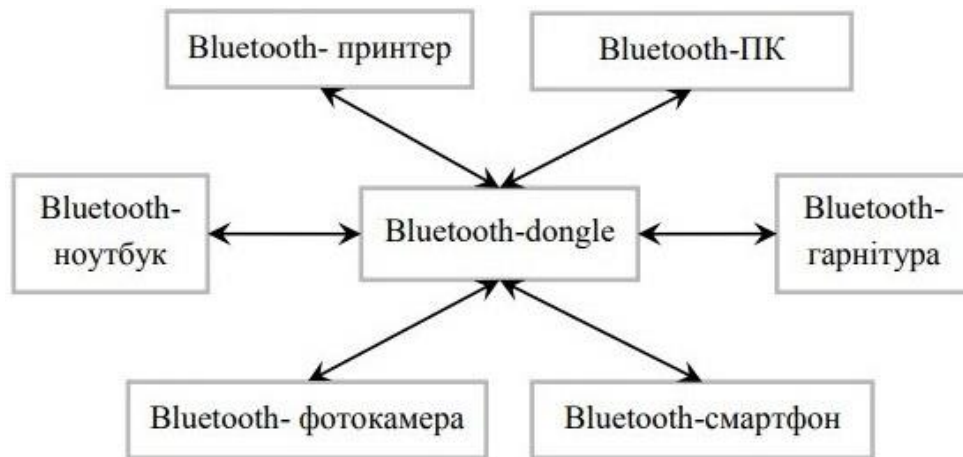 Bluetooth- принтер
Bluetooth-ПК
Bluetooth-
ноутбук
Bluetooth-dongle
Bluetooth-
гарнітура
Bluetooth- фотокамера
Bluetooth-смартфон